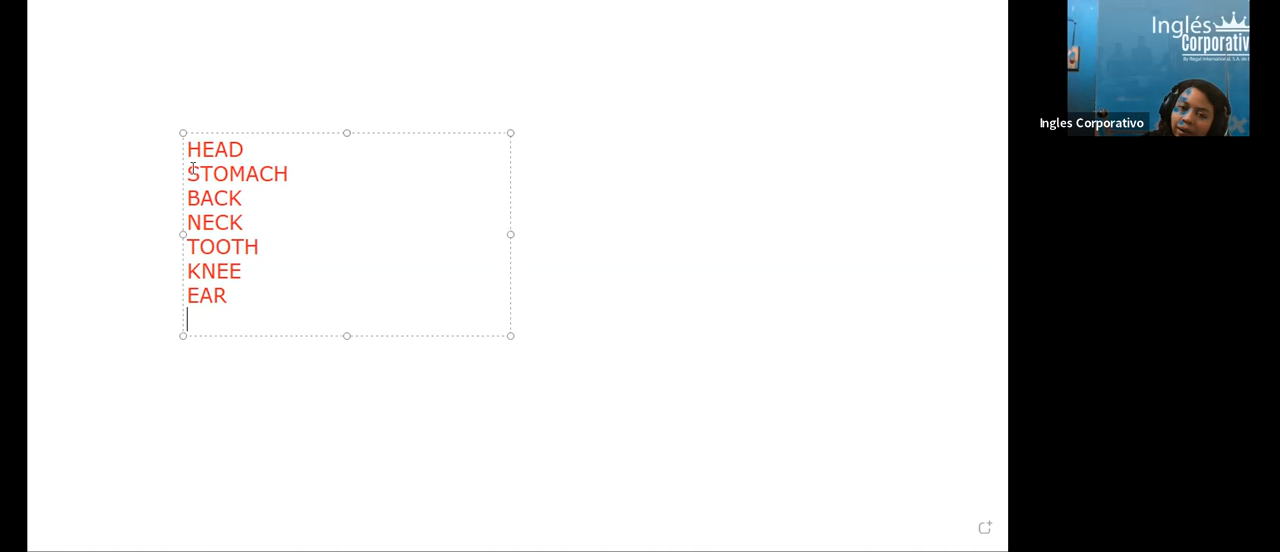 HEAD
STOMACH
BACK
NECK
TOOTH
KNEE
EAR
Inglés
Corporativ
Ingles Corporativo